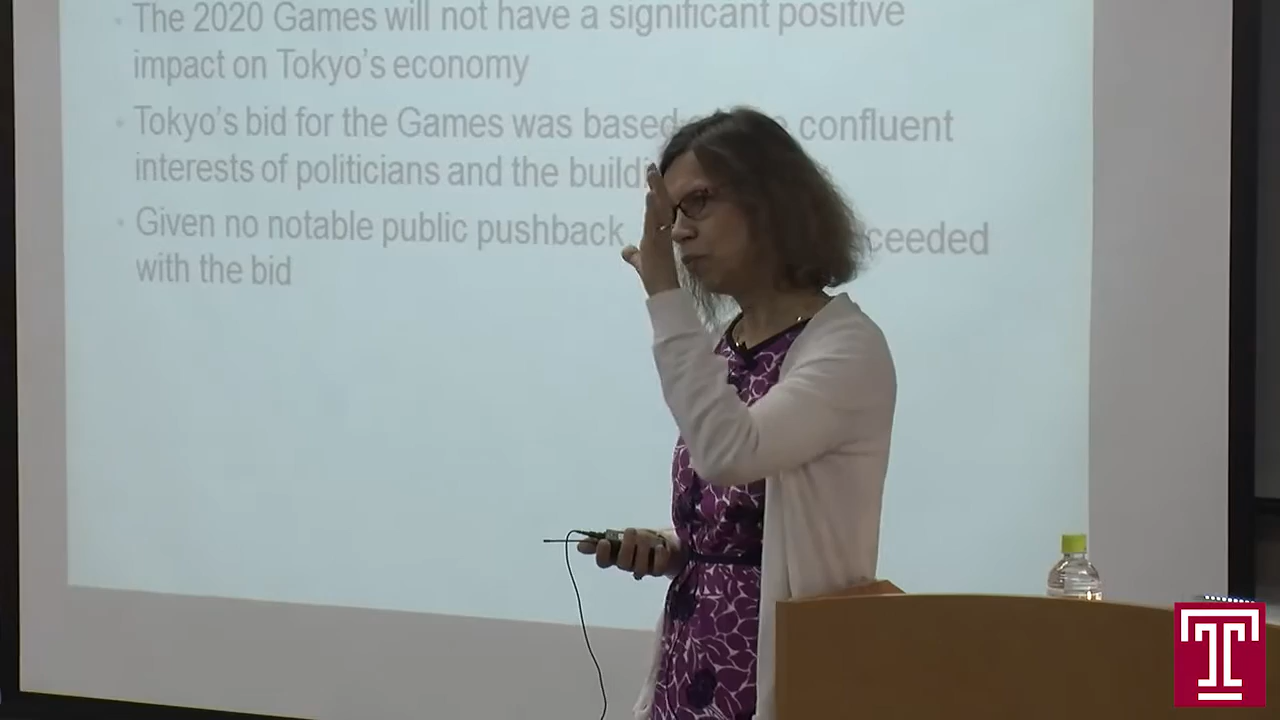 The 2020 Games will not have a significant positive
impact on Tokyo's economy
Tokyo's bid for the Games was based confluent
interests of politicians and the
Given no notable public pushback
with the bid
T